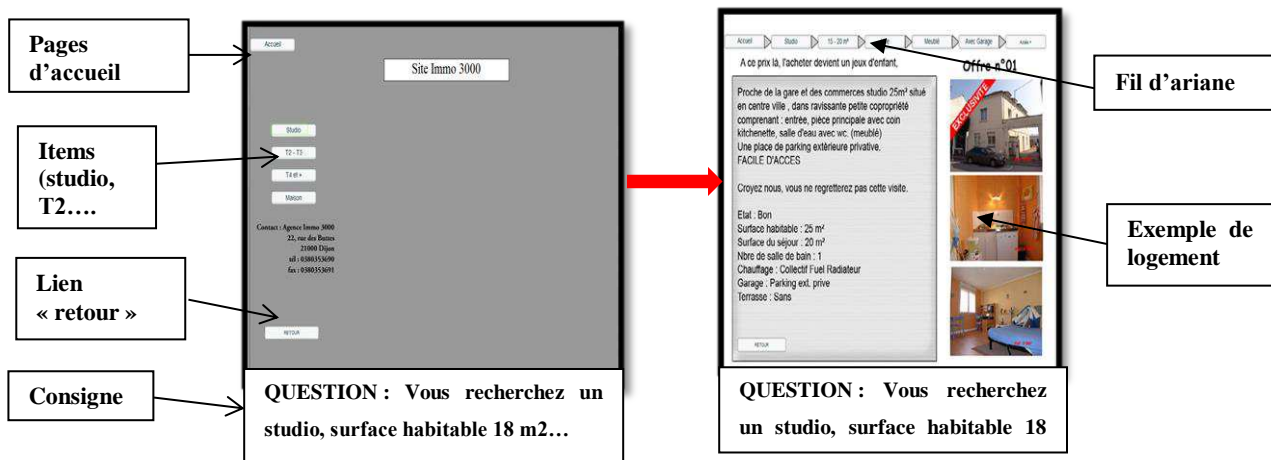 Pages
d'accueil
Items
(studio,
T2....
Lien
« retour »
Consigne
Accueil
Site Immo 3000
Studio
T2 - T3
T4 et +
Maison
Contact : Agence Immo 3000
22, rue des Buttes
21000 Dijon
tél : 0380353690
fax : 0380353691
RETOUR
QUESTION : Vous recherchez un
studio, surface habitable 18 m2…
Accueil
Studio
15 - 20 m²
Meublé
Avec Garage
A ce prix là, l'acheter devient un jeux d'enfant,
Offre n°01
Proche de la gare et des commerces studio 25m² situé
en centre ville , dans ravissante petite copropriété
comprenant : entrée, pièce principale avec coin
kitchenette, salle d'eau avec wc. (meublé)
Une place de parking extérieure privative.
FACILE D'ACCES
Croyez nous, vous ne regretterez pas cette visite.
Etat : Bon
Surface habitable : 25 m²
Surface du séjour : 20 m²
Nbre de salle de bain : 1
Chauffage : Collectif Fuel Radiateur
Garage : Parking ext. prive
Terrasse : Sans
RETOUR
EXCLUSIVITE
QUESTION : Vous recherchez
un studio, surface habitable 18
Fil d'ariane
Exemple de
logement